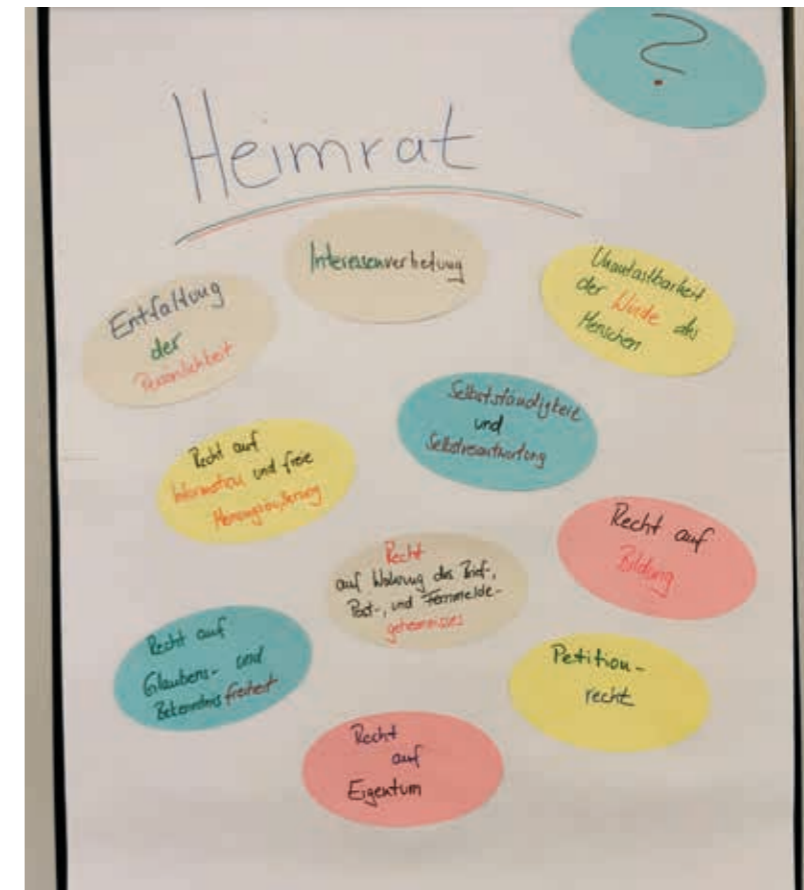 ?
Heimrat
Interessenvertretung
Entfaltung
der
Persönlichkeit
Unantastbarkeit
der Würde des
Menschen
Selbstständigkeit
und
Selbstverantwortung
Recht auf
Information und freie
Meinungsäußerung
Recht auf
Bildung
Recht
auf Wahrung des Brief-,
Post-, und Fernmelde-
geheimnisses
Recht auf
Glaubens- und
Bekenntnisfreiheit
Petition-
recht
Recht
auf
Eigentum